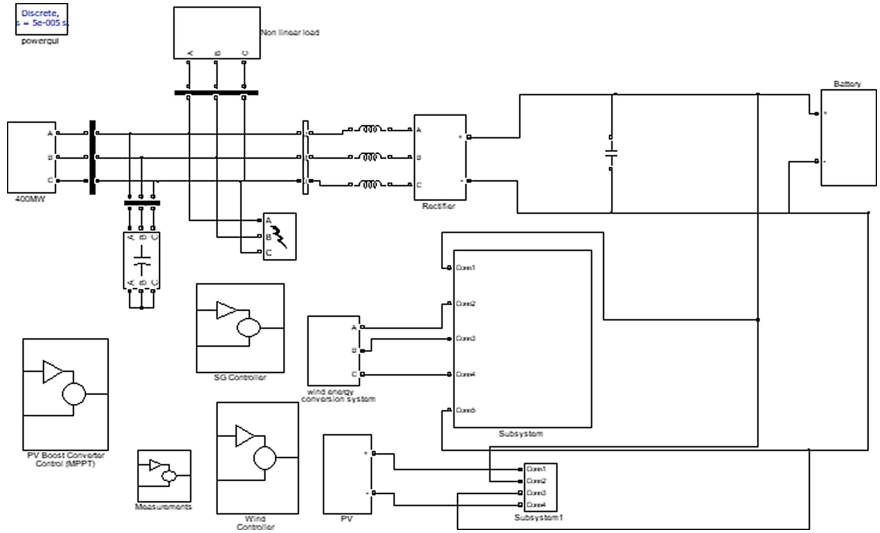 Discrete,
s = 5e-005 s.
powergui
Non linear load
A B C
Battery
+
-
400MW
A
B
C
A
B
C
+
-
Rectifier
A
B
C
A B C
A B C
SG Controller
PV Boost Converter
Control (MPPT)
Measurements
Wind
Controller
A
B
C
wind energy
conversion system
Conn1
Conn2
Conn3
Conn4
Conn5
Subsystem
+
-
PV
Conn1
Conn2
Conn3
Conn4
Subsystem1